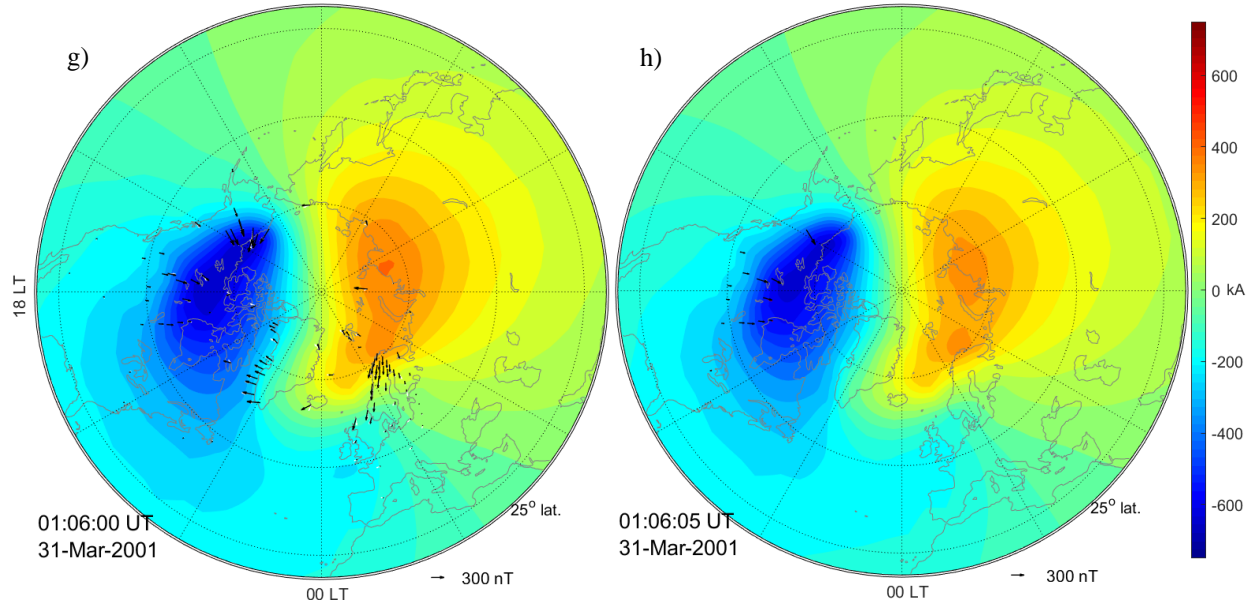 g)
h)
18 LT
01:06:00 UT
31-Mar-2001
25° lat.
300 nT
00 LT
01:06:05 UT
31-Mar-2001
25° lat.
300 nT
00 LT
600
400
200
0 kA
-200
-400
-600